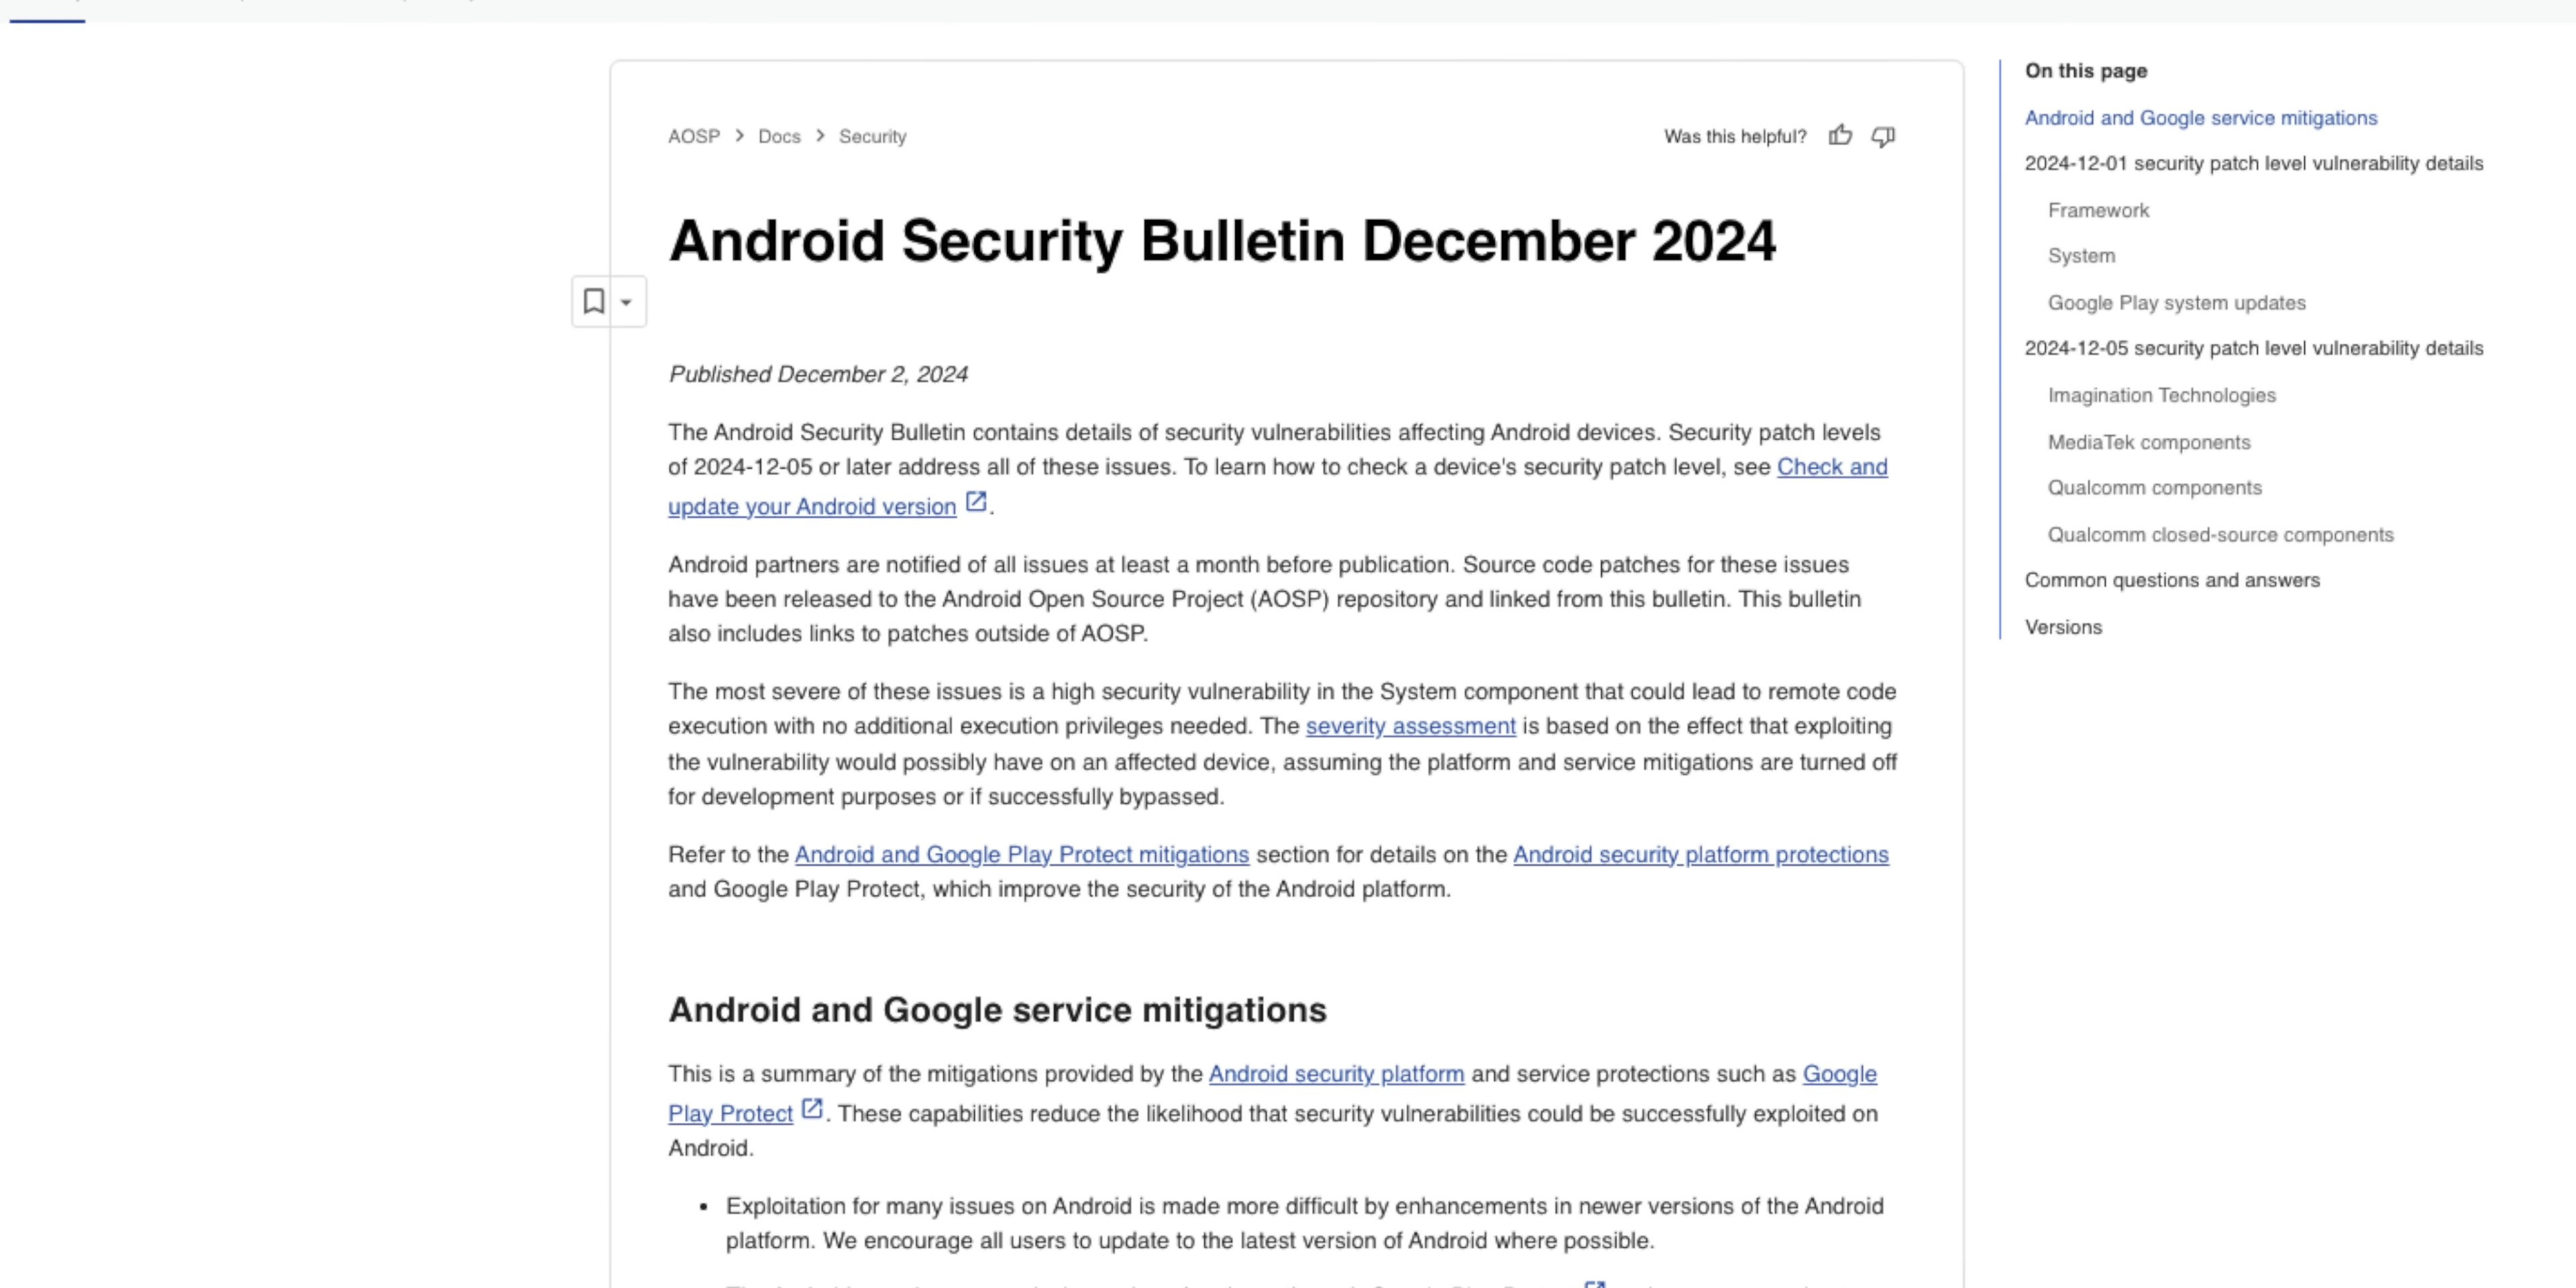 AOSP > Docs > Security
Was this helpful?
Android Security Bulletin December 2024
Published December 2, 2024
The Android Security Bulletin contains details of security vulnerabilities affecting Android devices. Security patch levels
of 2024-12-05 or later address all of these issues. To learn how to check a device's security patch level, see Check and
update your Android version .
Android partners are notified of all issues at least a month before publication. Source code patches for these issues
have been released to the Android Open Source Project (AOSP) repository and linked from this bulletin. This bulletin
also includes links to patches outside of AOSP.
The most severe of these issues is a high security vulnerability in the System component that could lead to remote code
execution with no additional execution privileges needed. The severity assessment is based on the effect that exploiting
the vulnerability would possibly have on an affected device, assuming the platform and service mitigations are turned off
for development purposes or if successfully bypassed.
Refer to the Android and Google Play Protect mitigations section for details on the Android security platform protections
and Google Play Protect, which improve the security of the Android platform.
Android and Google service mitigations
This is a summary of the mitigations provided by the Android security platform and service protections such as Google
Play Protect . These capabilities reduce the likelihood that security vulnerabilities could be successfully exploited on
Android.
• Exploitation for many issues on Android is made more difficult by enhancements in newer versions of the Android
platform. We encourage all users to update to the latest version of Android where possible.
On this page
Android and Google service mitigations
2024-12-01 security patch level vulnerability details
Framework
System
Google Play system updates
2024-12-05 security patch level vulnerability details
Imagination Technologies
MediaTek components
Qualcomm components
Qualcomm closed-source components
Common questions and answers
Versions